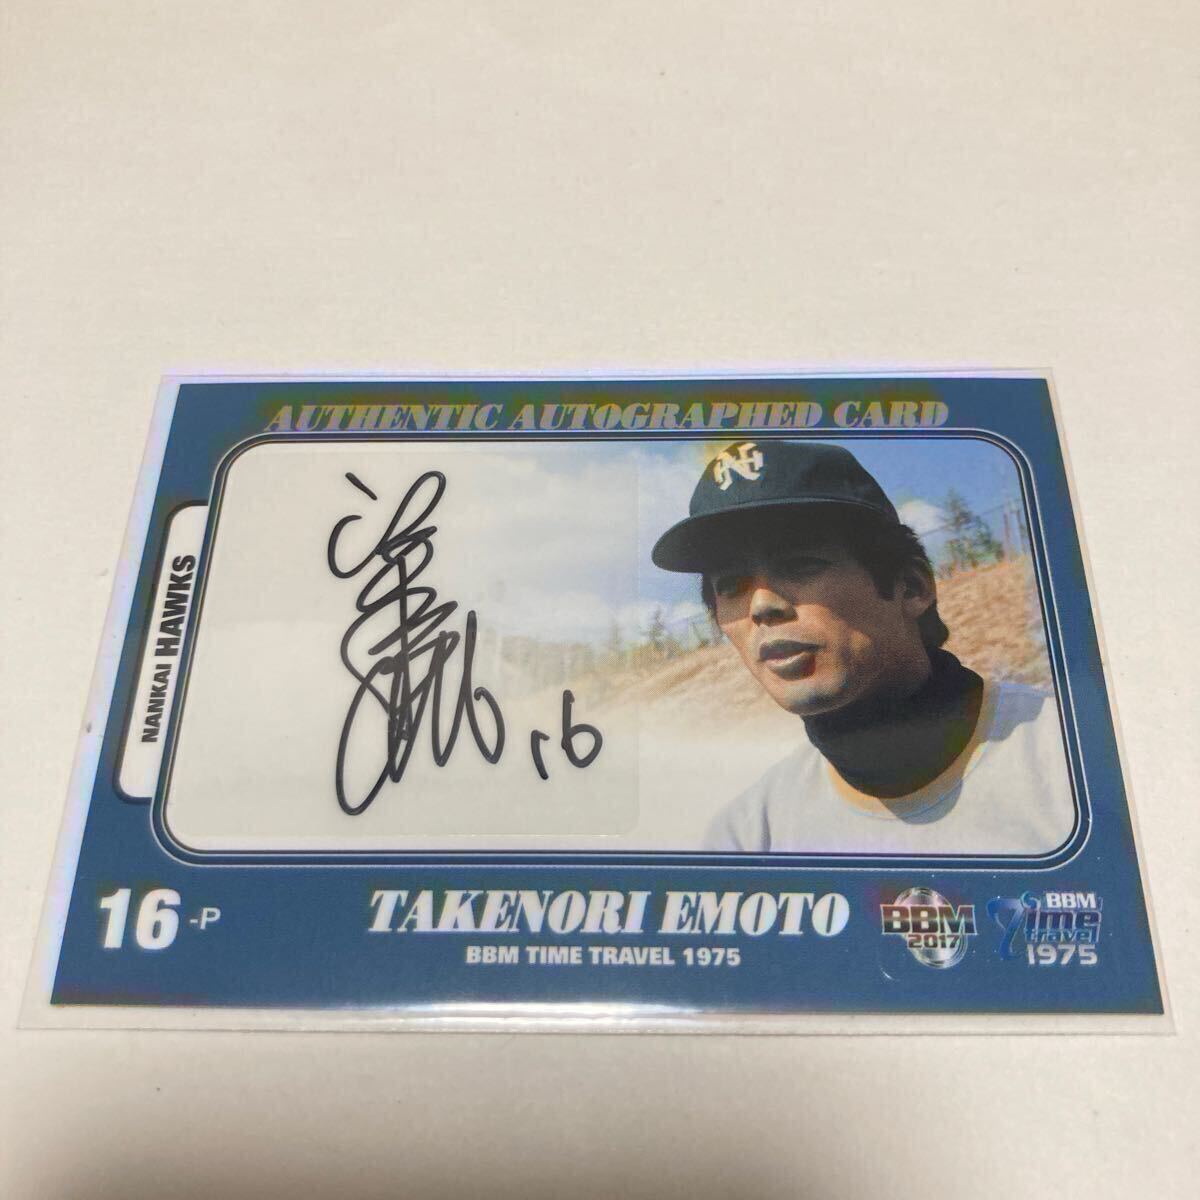 AUTHENTIC AUTOGRAPHED CARD
NH
NANKAI HAWKS
16
16 -P
TAKENORI EMOTO
BBM TIME TRAVEL 1975
BBM
2017
BBM
Time
travel
1975